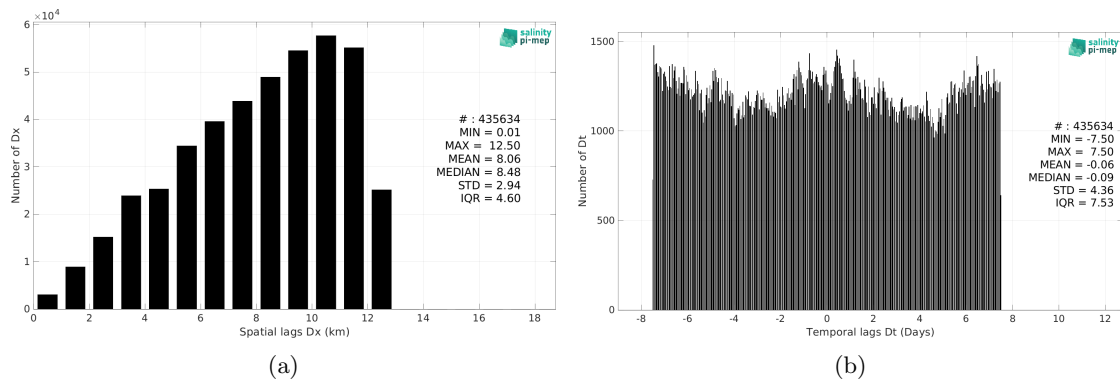 ×10⁴
6
5
4
3
2
1
0
Number of Dx
0 2 4 6 8 10 12 14 16 18
Spatial lags Dx (km)
salinity
pi-mep
# : 435634
MIN = 0.01
MAX = 12.50
MEAN = 8.06
MEDIAN = 8.48
STD = 2.94
IQR = 4.60
(a)
1500
1000
500
0
Number of Dt
-8 -6 -4 -2 0 2 4 6 8 10 12
Temporal lags Dt (Days)
salinity
pi-mep
# : 435634
MIN = -7.50
MAX = 7.50
MEAN = -0.06
MEDIAN = -0.09
STD = 4.36
IQR = 7.53
(b)